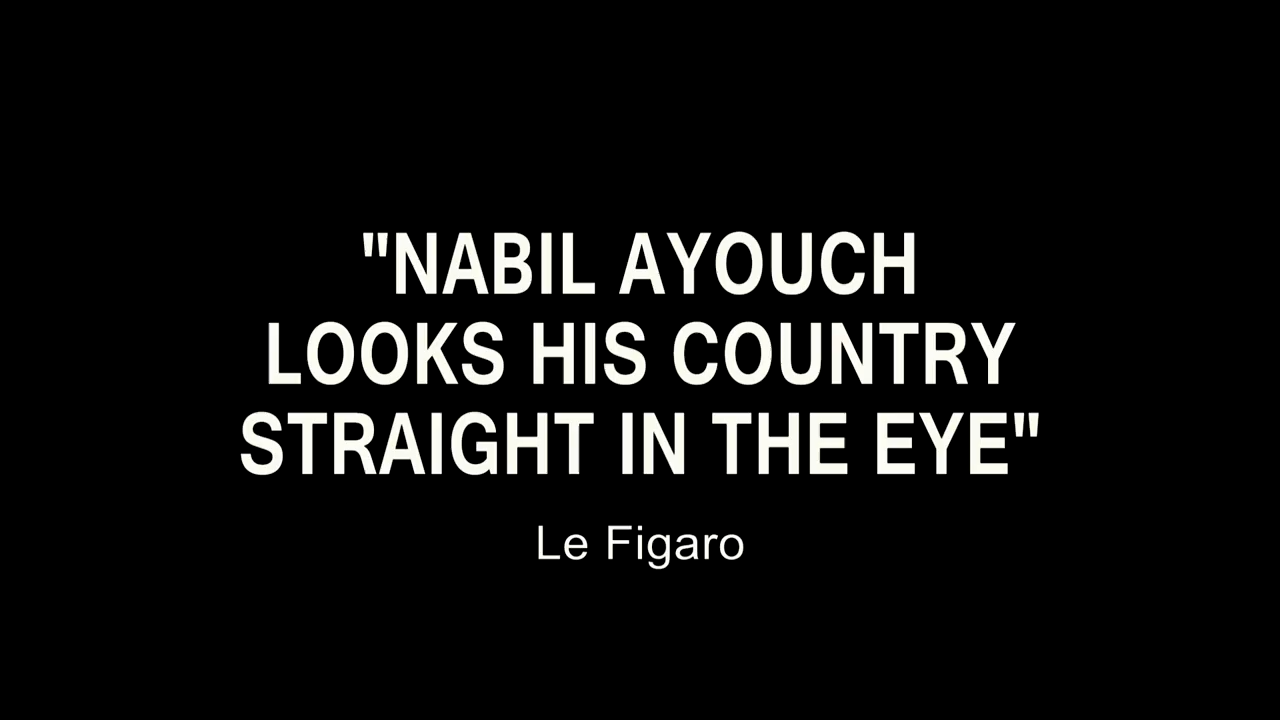 "NABIL AYOUCH
LOOKS HIS COUNTRY
STRAIGHT IN THE EYE"
Le Figaro